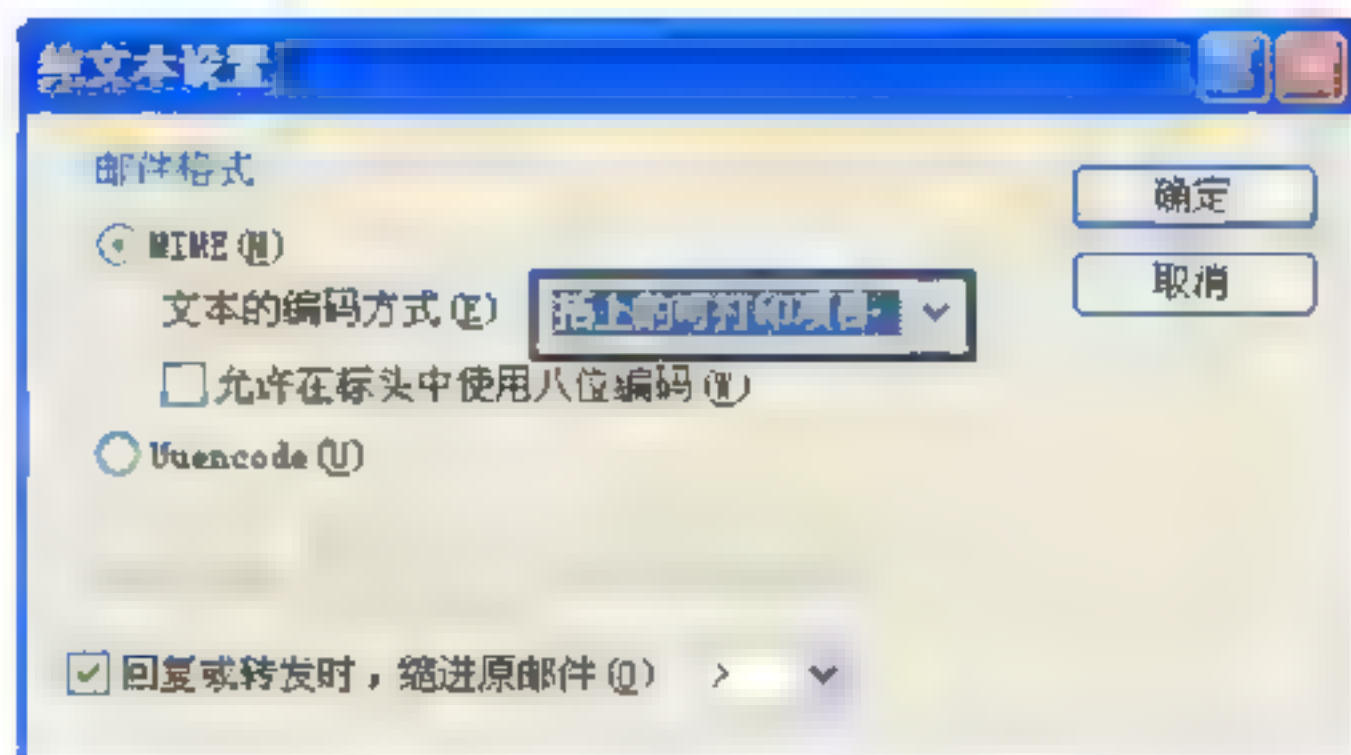 纯文本设置
邮件格式
确定
MIME(M)
取消
文本的编码方式(E)
允许在标头中使用八位编码(W)
Uuencode(U)
回复或转发时，缩进原邮件(Q) >